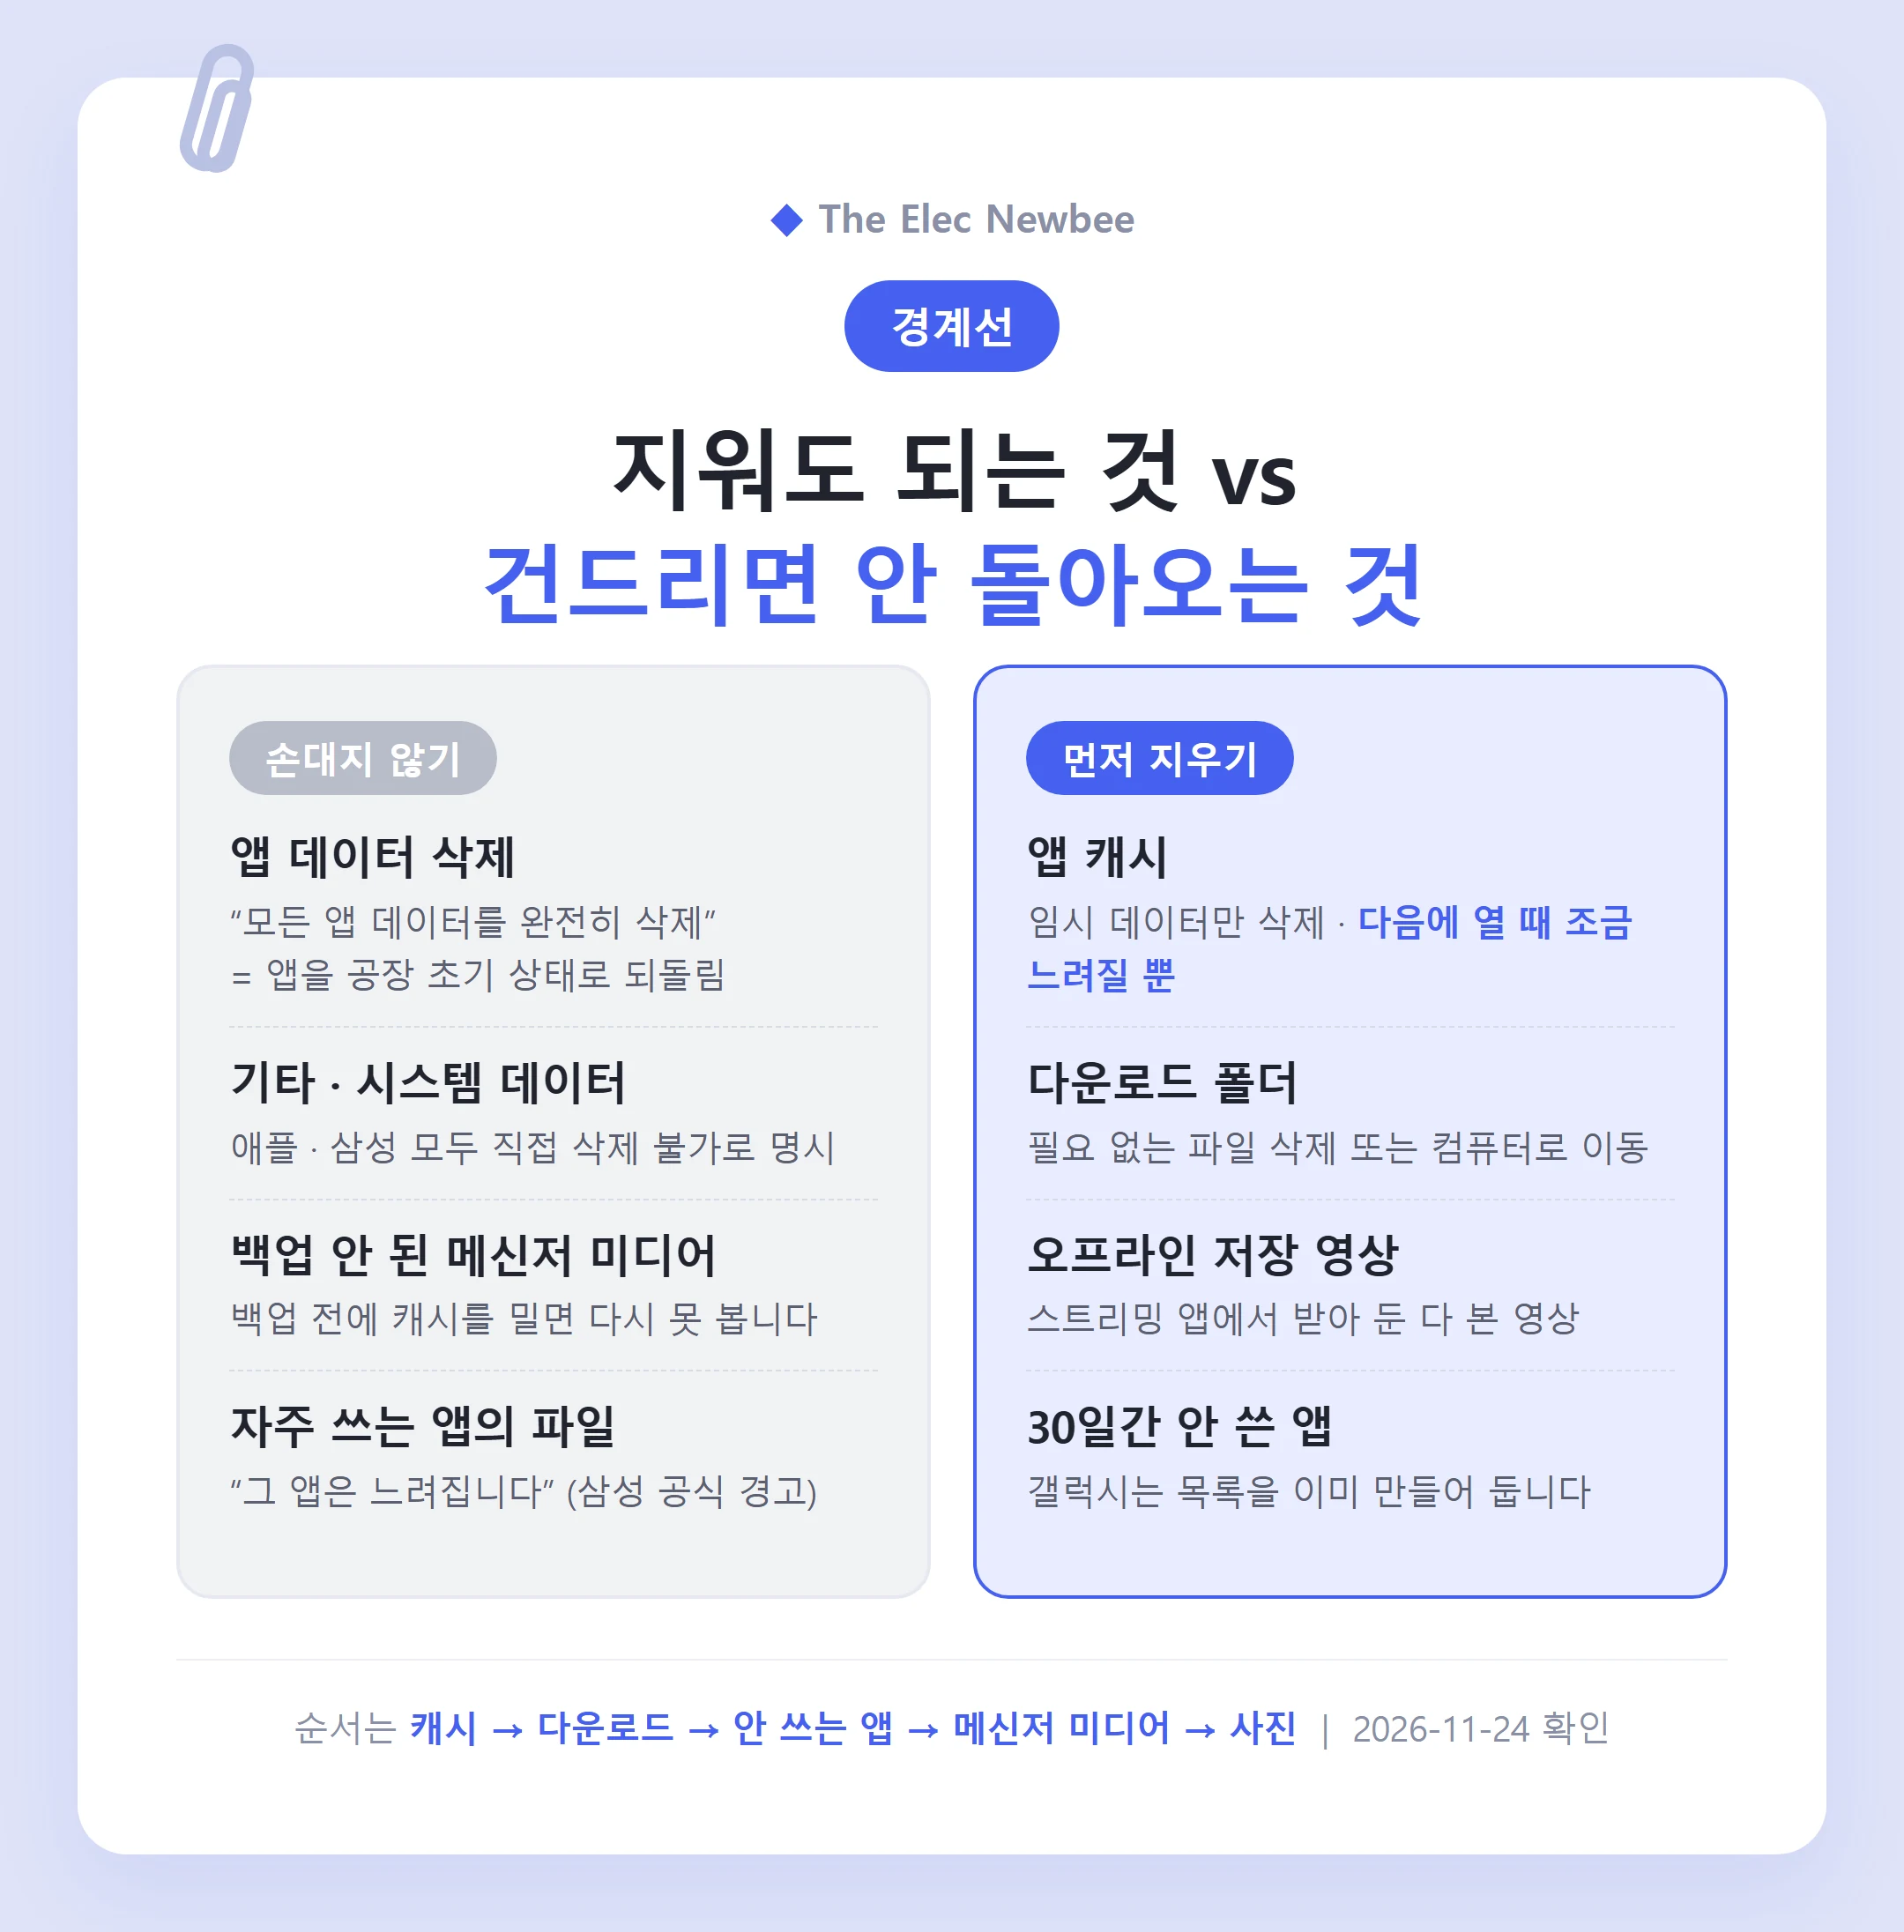 ◆ The Elec Newbee
경계선
지워도 되는 것 vs
건드리면 안 돌아오는 것
손대지 않기
앱 데이터 삭제
“모든 앱 데이터를 완전히 삭제”
= 앱을 공장 초기 상태로 되돌림
기타 · 시스템 데이터
애플 · 삼성 모두 직접 삭제 불가로 명시
백업 안 된 메신저 미디어
백업 전에 캐시를 밀면 다시 못 봅니다
자주 쓰는 앱의 파일
“그 앱은 느려집니다” (삼성 공식 경고)
먼저 지우기
앱 캐시
임시 데이터만 삭제 · 다음에 열 때 조금
느려질 뿐
다운로드 폴더
필요 없는 파일 삭제 또는 컴퓨터로 이동
오프라인 저장 영상
스트리밍 앱에서 받아 둔 다 본 영상
30일간 안 쓴 앱
갤럭시는 목록을 이미 만들어 둡니다
순서는 캐시 → 다운로드 → 안 쓰는 앱 → 메신저 미디어 → 사진 | 2026-11-24 확인